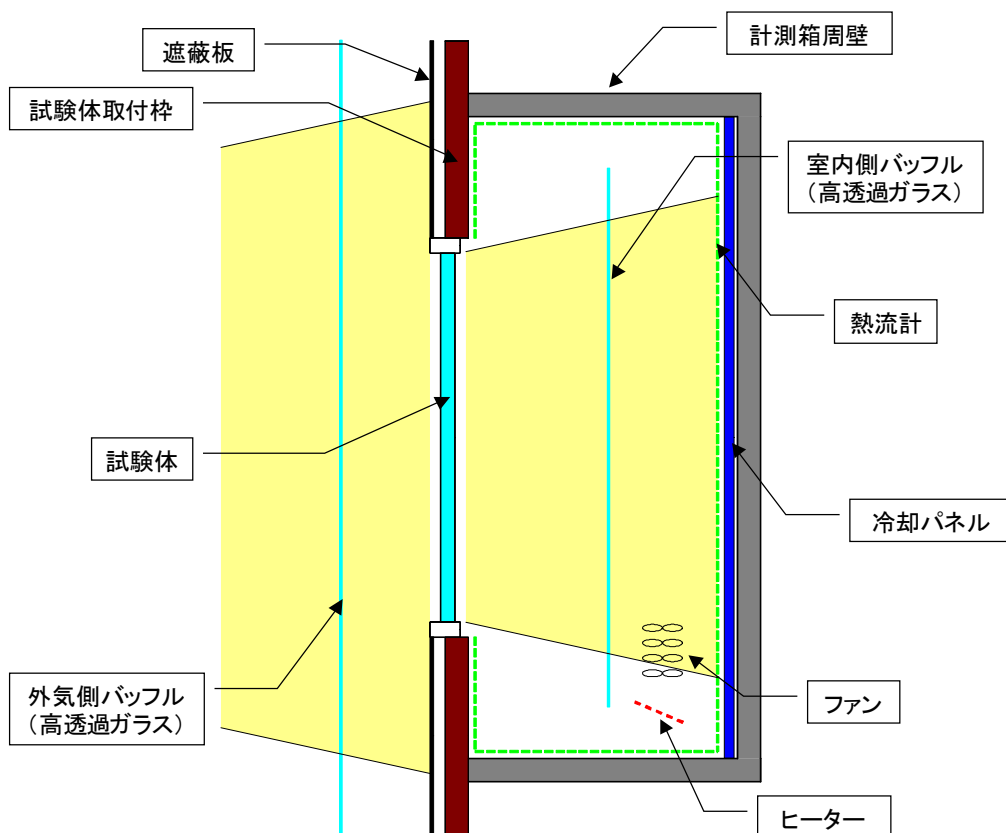 計測箱周壁
遮蔽板
試験体取付枠
室内側バッフル
（高透過ガラス）
熱流計
試験体
冷却パネル
外気側バッフル
（高透過ガラス）
ファン
ヒーター